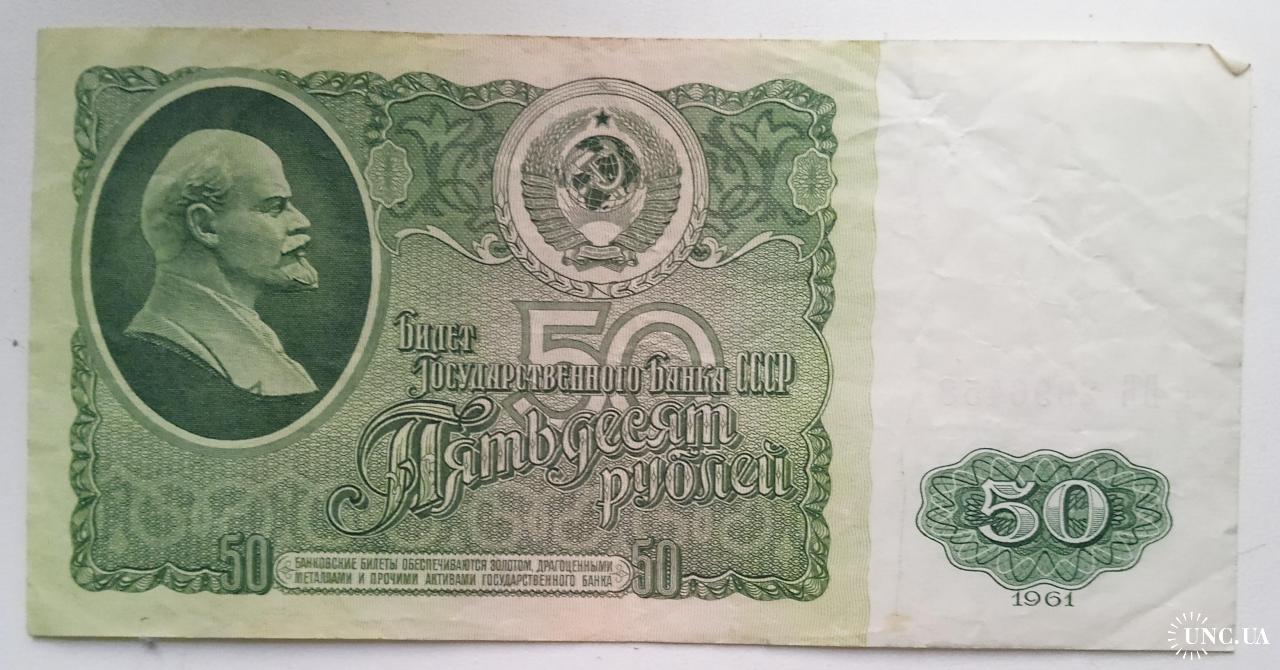 50
Билет
Государственного Банка СССР
Пятьдесят
рублей
50
БАНКОВСКИЕ БИЛЕТЫ ОБЕСПЕЧИВАЮТСЯ ЗОЛОТОМ, ДРАГОЦЕННЫМИ
МЕТАЛЛАМИ И ПРОЧИМИ АКТИВАМИ ГОСУДАРСТВЕННОГО БАНКА
50
50
1961
UNC.UA